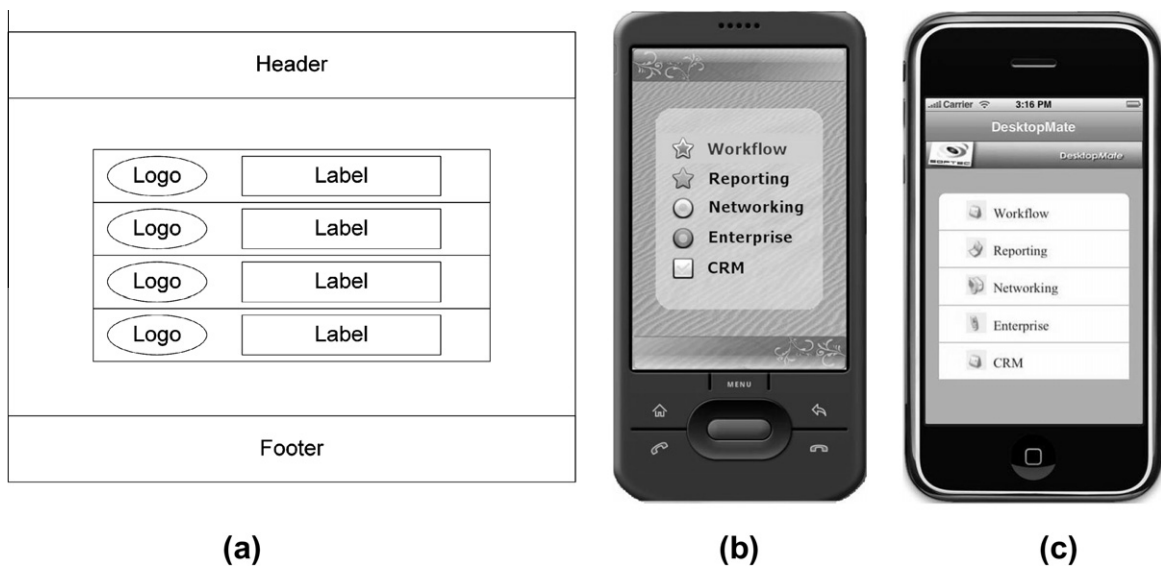 Header
Logo Label
Logo Label
Logo Label
Logo Label
Footer
(a)
Workflow
Reporting
Networking
Enterprise
CRM
MENU
(b)
Carrier 3:16 PM
DesktopMate
DesktopMate
Workflow
Reporting
Networking
Enterprise
CRM
(c)